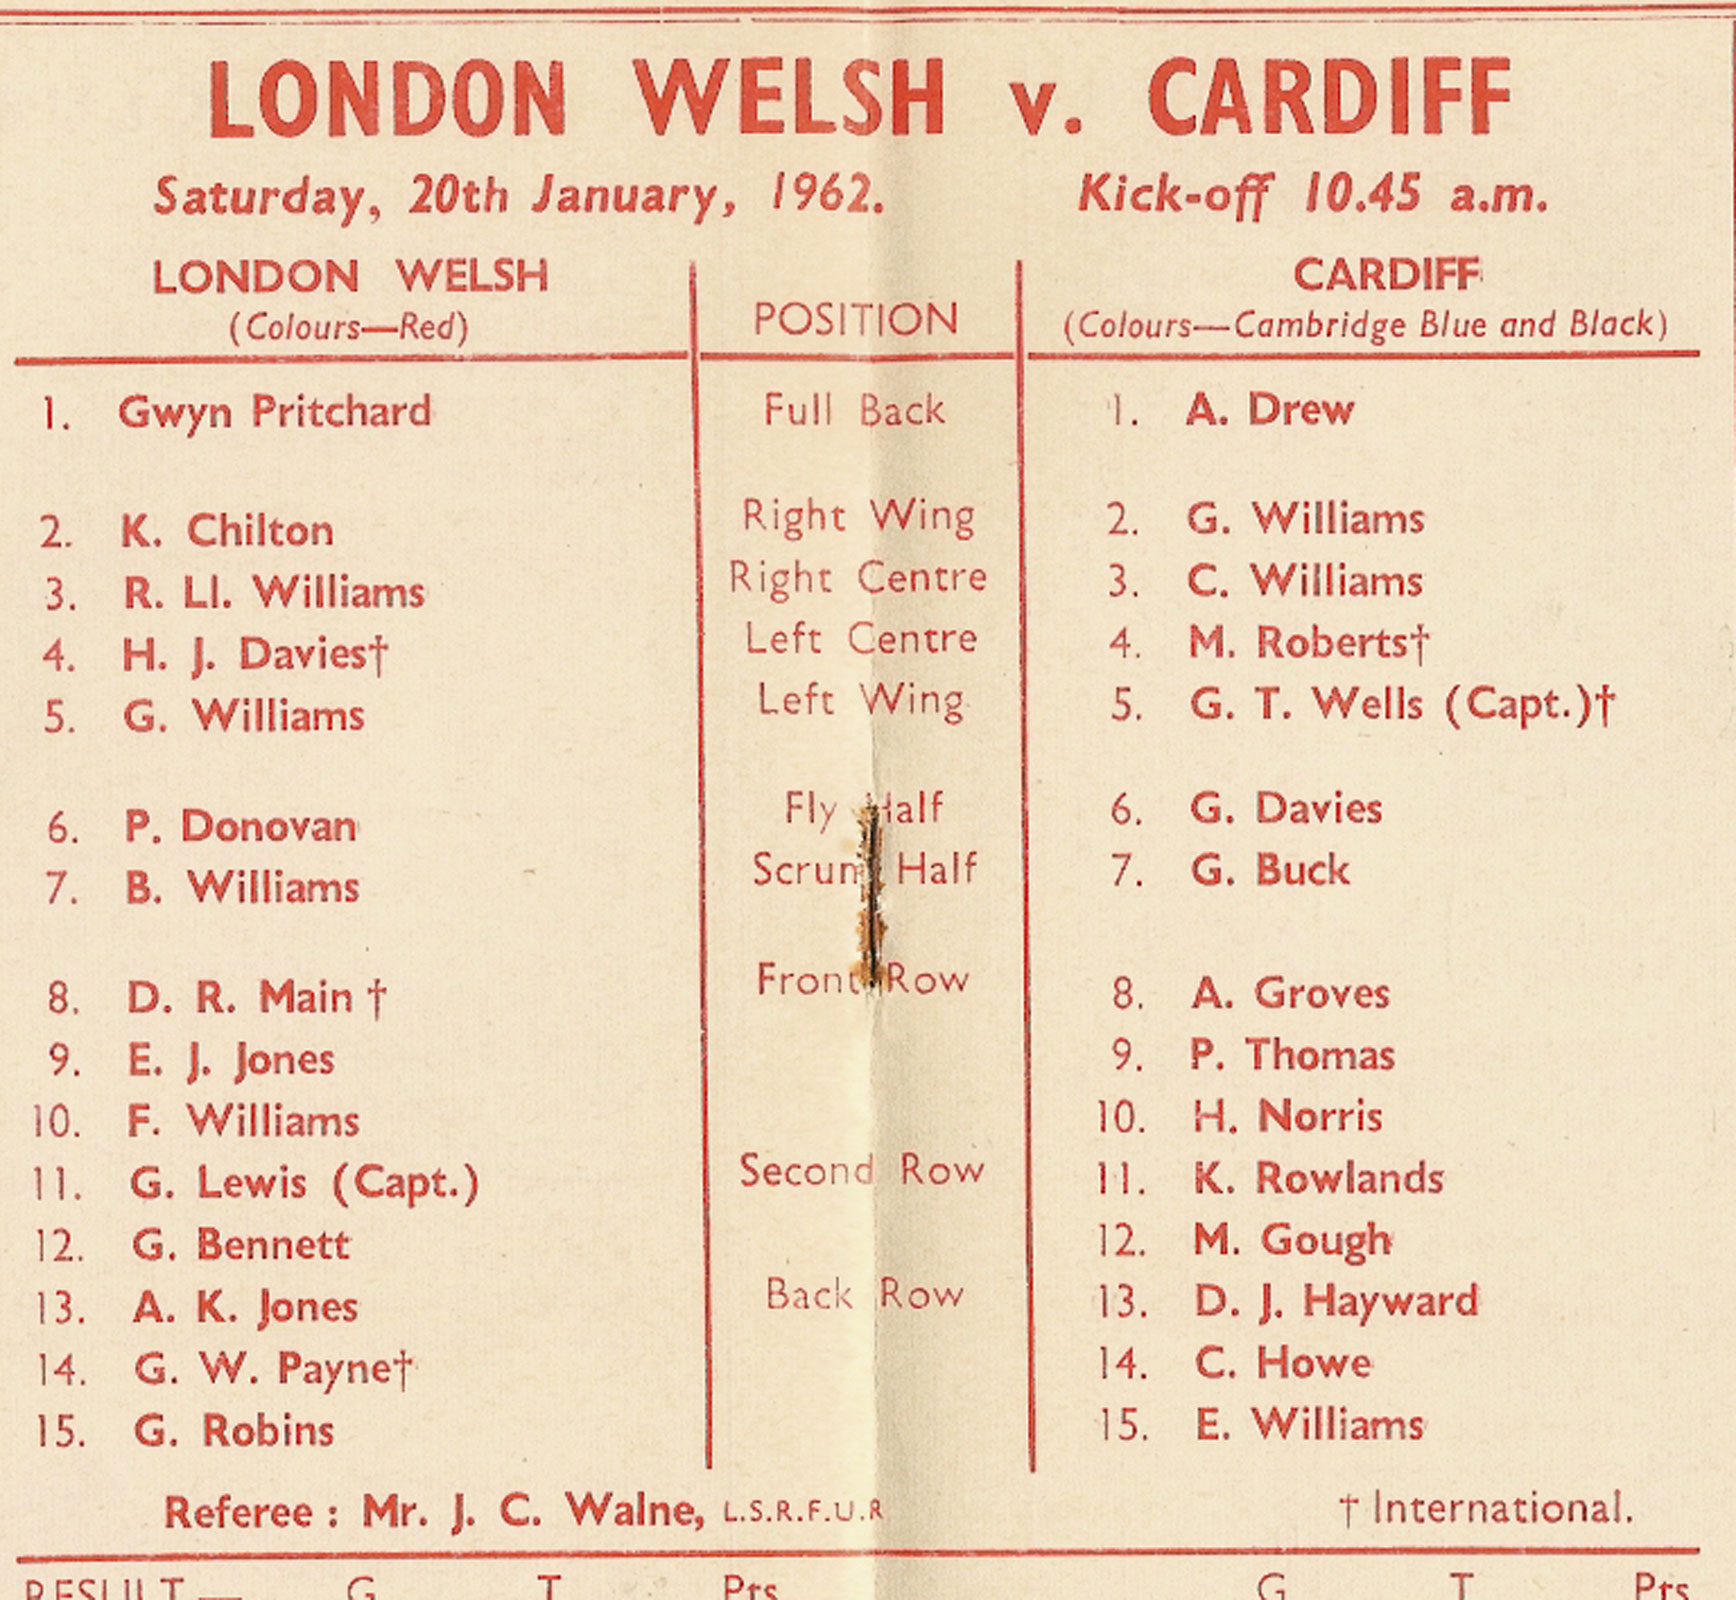 LONDON WELSH v. CARDIFF
Saturday, 20th January, 1962. Kick-off 10.45 a.m.
LONDON WELSH POSITION CARDIFF
(Colours—Red) (Colours—Cambridge Blue and Black)
1. Gwyn Pritchard Full Back 1. A. Drew
2. K. Chilton Right Wing 2. G. Williams
3. R. Ll. Williams Right Centre 3. C. Williams
4. H. J. Davies† Left Centre 4. M. Roberts†
5. G. Williams Left Wing 5. G. T. Wells (Capt.)†
6. P. Donovan Fly Half 6. G. Davies
7. B. Williams Scrum Half 7. G. Buck
8. D. R. Main † Front Row 8. A. Groves
9. E. J. Jones 9. P. Thomas
10. F. Williams 10. H. Norris
11. G. Lewis (Capt.) Second Row 11. K. Rowlands
12. G. Bennett 12. M. Gough
13. A. K. Jones Back Row 13. D. J. Hayward
14. G. W. Payne† 14. C. Howe
15. G. Robins 15. E. Williams
Referee : Mr. J. C. Walne, L.S.R.F.U.R † International.
RESULT— G T Pts. G T Pts.